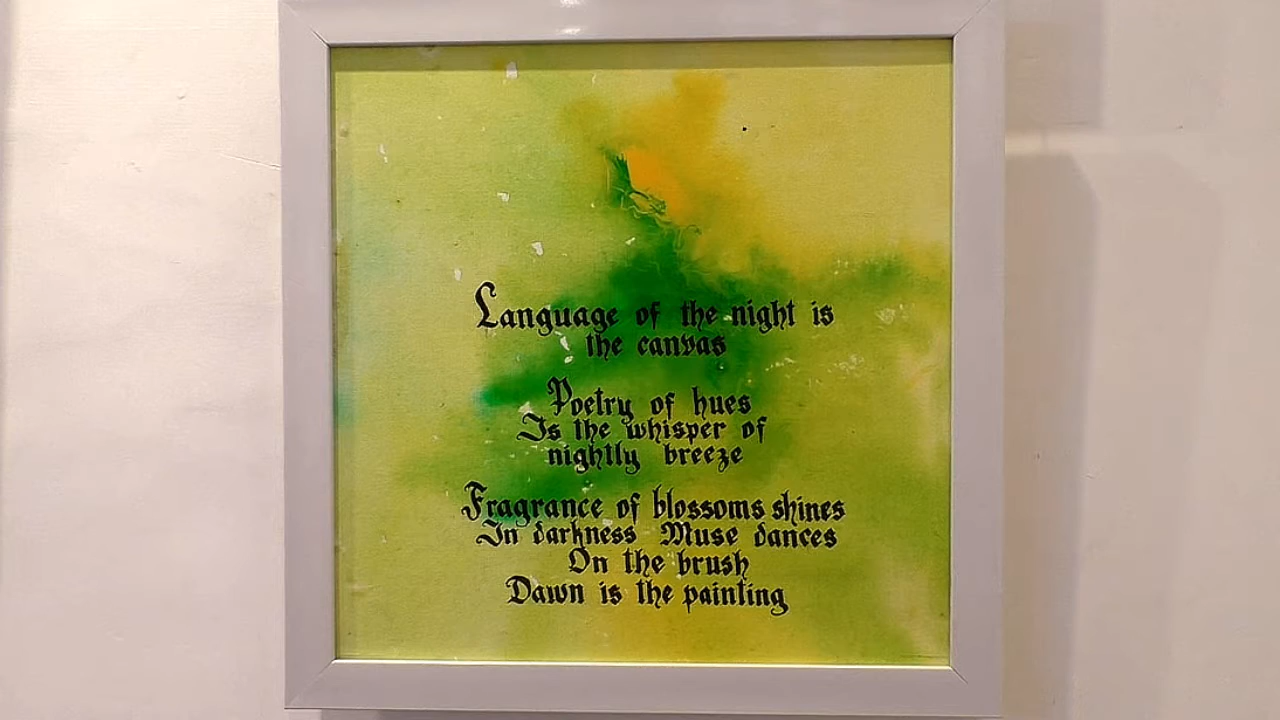 Language of the night is
the canvas
Poetry of hues
Is the whisper of
nightly breeze
Fragrance of blossoms shines
In darkness Muse dances
On the brush
Dawn is the painting